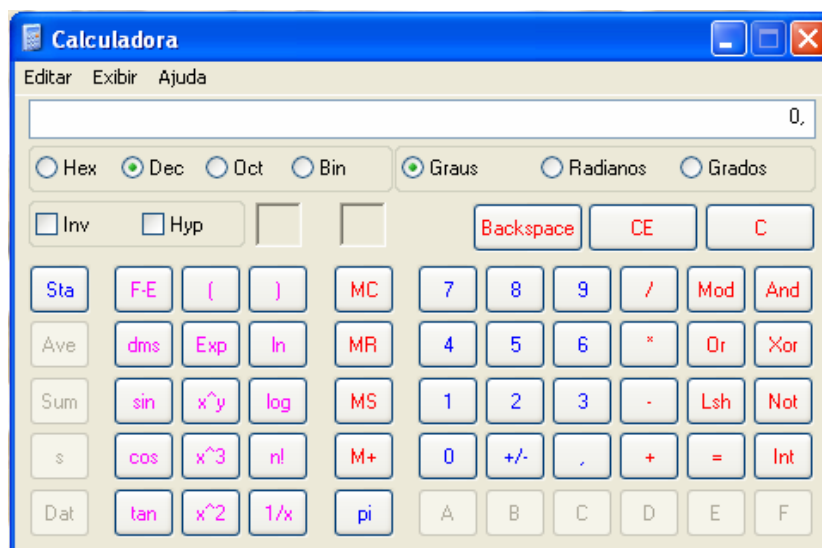 Calculadora
Editar Exibir Ajuda
0,
Hex Dec Oct Bin Graus Radianos Grados
Inv Hyp Backspace CE C
Sta F-E ( ) MC 7 8 9 / Mod And
Ave dms Exp ln MR 4 5 6 * Or Xor
Sum sin x^y log MS 1 2 3 - Lsh Not
s cos x^3 n! M+ 0 +/- , + = Int
Dat tan x^2 1/x pi A B C D E F